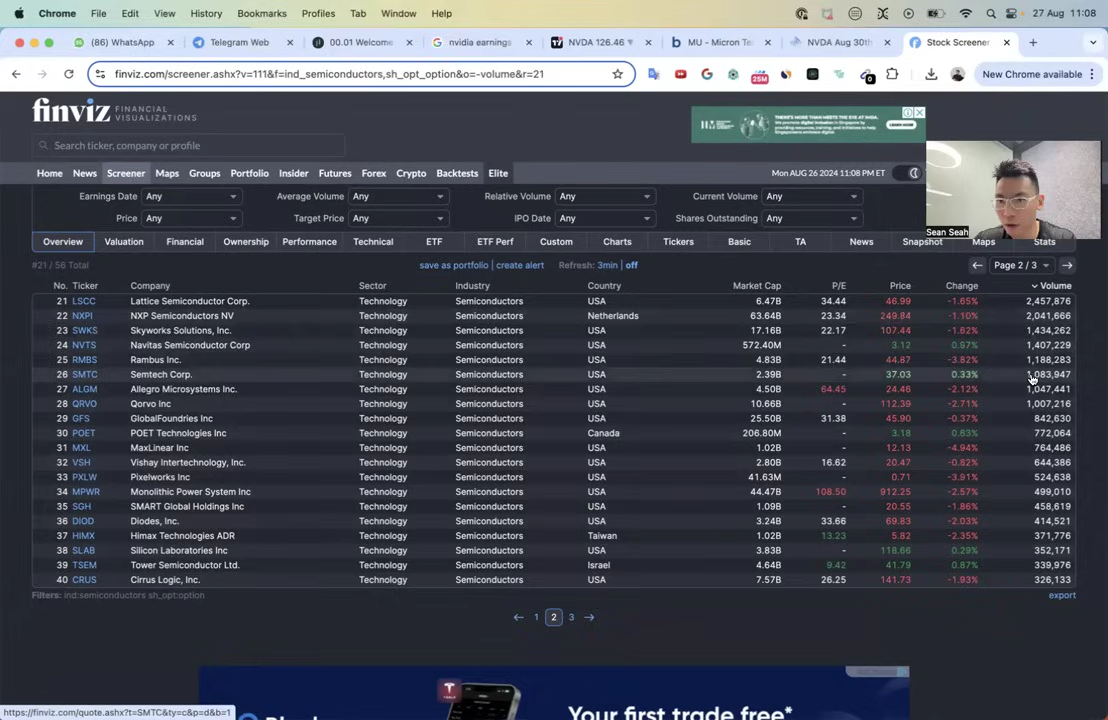 Chrome File Edit View History Bookmarks Profiles Tab Window Help 27 Aug 11:08
(86) WhatsApp Telegram Web 00.01 Welcome nvidia earnings NVDA 126.46 MU - Micron Te NVDA Aug 30th Stock Screener
finviz.com/screener.ashx?v=111&f=ind_semiconductors,sh_opt_option&o=-volume&r=21 25M 0 New Chrome available
finviz FINANCIAL VISUALIZATIONS
LEARN MORE
Search ticker, company or profile
Home News Screener Maps Groups Portfolio Insider Futures Forex Crypto Backtests Elite Mon AUG 26 2024 11:08 PM ET
Earnings Date Any Average Volume Any Relative Volume Any Current Volume Any
Price Any Target Price Any IPO Date Any Shares Outstanding Any
Sean Seah
Overview Valuation Financial Ownership Performance Technical ETF ETF Perf Custom Charts Tickers Basic TA News Snapshot Maps Stats
#21 / 56 Total save as portfolio | create alert Refresh: 3min | off Page 2 / 3
No. Ticker Company Sector Industry Country Market Cap P/E Price Change Volume
21 LSCC Lattice Semiconductor Corp. Technology Semiconductors USA 6.47B 34.44 46.99 -1.65% 2,457,876
22 NXPI NXP Semiconductors NV Technology Semiconductors Netherlands 63.64B 23.34 249.84 -1.10% 2,041,666
23 SWKS Skyworks Solutions, Inc. Technology Semiconductors USA 17.16B 22.17 107.44 -1.62% 1,434,262
24 NVTS Navitas Semiconductor Corp Technology Semiconductors USA 572.40M - 3.12 0.97% 1,407,229
25 RMBS Rambus Inc. Technology Semiconductors USA 4.83B 21.44 44.87 -3.82% 1,188,283
26 SMTC Semtech Corp. Technology Semiconductors USA 2.39B - 37.03 0.33% 1,083,947
27 ALGM Allegro Microsystems Inc. Technology Semiconductors USA 4.50B 64.45 24.46 -2.12% 1,047,441
28 QRVO Qorvo Inc Technology Semiconductors USA 10.66B - 112.39 -2.71% 1,007,216
29 GFS GlobalFoundries Inc Technology Semiconductors USA 25.50B 31.38 45.90 -0.37% 842,630
30 POET POET Technologies Inc Technology Semiconductors Canada 206.80M - 3.18 0.63% 772,064
31 MXL MaxLinear Inc Technology Semiconductors USA 1.02B - 12.13 -4.94% 764,486
32 VSH Vishay Intertechnology, Inc. Technology Semiconductors USA 2.80B 16.62 20.47 -0.82% 644,386
33 PXLW Pixelworks Inc Technology Semiconductors USA 41.63M - 0.71 -3.91% 524,638
34 MPWR Monolithic Power System Inc Technology Semiconductors USA 44.47B 108.50 912.25 -2.57% 499,010
35 SGH SMART Global Holdings Inc Technology Semiconductors USA 1.09B - 20.55 -1.86% 458,619
36 DIOD Diodes, Inc. Technology Semiconductors USA 3.24B 33.66 69.83 -2.03% 414,521
37 HIMX Himax Technologies ADR Technology Semiconductors Taiwan 1.02B 13.23 5.82 -2.35% 371,776
38 SLAB Silicon Laboratories Inc Technology Semiconductors USA 3.83B - 118.66 0.29% 352,171
39 TSEM Tower Semiconductor Ltd. Technology Semiconductors Israel 4.64B 9.42 41.79 0.87% 339,976
40 CRUS Cirrus Logic, Inc. Technology Semiconductors USA 7.57B 26.25 141.73 -1.93% 326,133
Filters: ind:semiconductors sh_opt:option export
1 2 3
Your first trade free*
https://finviz.com/quote.ashx?t=SMTC&ty=c&p=d&b=1